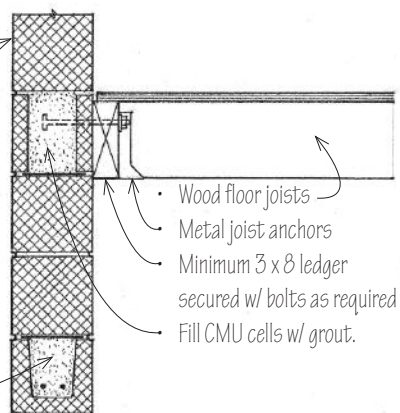 • Wood floor joists
• Metal joist anchors
• Minimum 3 x 8 ledger
secured w/ bolts as required
• Fill CMU cells w/ grout.